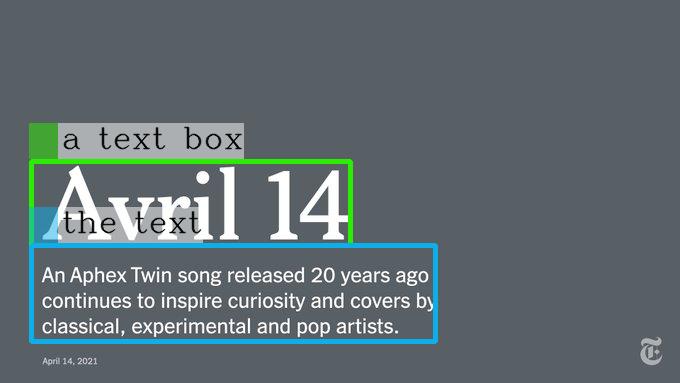 a text box
Avril 14
the text
An Aphex Twin song released 20 years ago
continues to inspire curiosity and covers by
classical, experimental and pop artists.
April 14, 2021
T